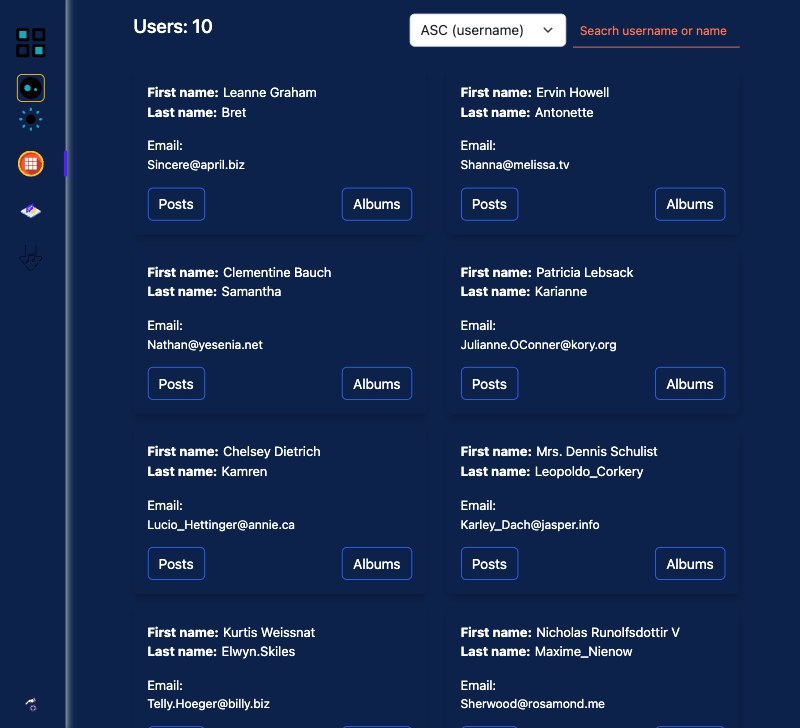 Users: 10
ASC (username)
Seacrh username or name
First name: Leanne Graham
Last name: Bret
Email:
Sincere@april.biz
Posts
Albums
First name: Ervin Howell
Last name: Antonette
Email:
Shanna@melissa.tv
Posts
Albums
First name: Clementine Bauch
Last name: Samantha
Email:
Nathan@yesenia.net
Posts
Albums
First name: Patricia Lebsack
Last name: Karianne
Email:
Julianne.OConner@kory.org
Posts
Albums
First name: Chelsey Dietrich
Last name: Kamren
Email:
Lucio_Hettinger@annie.ca
Posts
Albums
First name: Mrs. Dennis Schulist
Last name: Leopoldo_Corkery
Email:
Karley_Dach@jasper.info
Posts
Albums
First name: Kurtis Weissnat
Last name: Elwyn.Skiles
Email:
Telly.Hoeger@billy.biz
First name: Nicholas Runolfsdottir V
Last name: Maxime_Nienow
Email:
Sherwood@rosamond.me